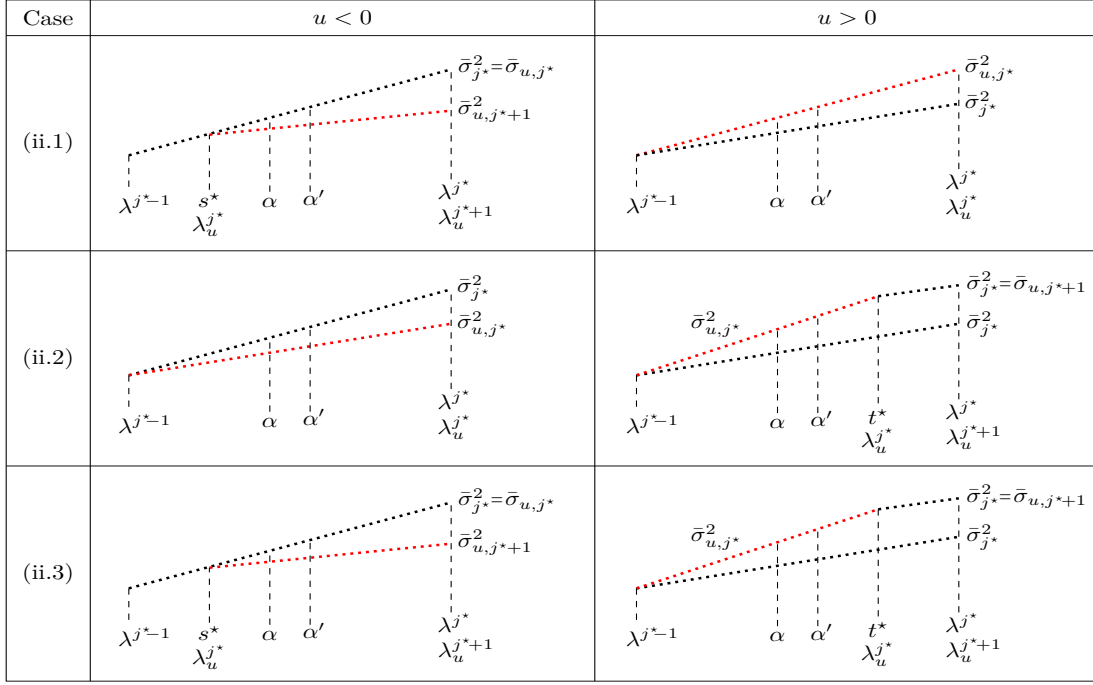 Case u < 0 u > 0
(ii.1)
σ̄²_{j⋆}=σ̄_{u,j⋆}
σ̄²_{u,j⋆+1}
λ^{j⋆−1} s⋆ α α′ λ^{j⋆}
λ_u^{j⋆} λ_u^{j⋆+1}
σ̄²_{u,j⋆}
σ̄²_{j⋆}
λ^{j⋆−1} α α′ λ^{j⋆}
λ_u^{j⋆}
(ii.2)
σ̄²_{j⋆}
σ̄²_{u,j⋆}
λ^{j⋆−1} α α′ λ^{j⋆}
λ_u^{j⋆}
σ̄²_{j⋆}=σ̄_{u,j⋆+1}
σ̄²_{u,j⋆}
σ̄²_{j⋆}
λ^{j⋆−1} α α′ t⋆ λ^{j⋆}
λ_u^{j⋆} λ_u^{j⋆+1}
(ii.3)
σ̄²_{j⋆}=σ̄_{u,j⋆}
σ̄²_{u,j⋆+1}
λ^{j⋆−1} s⋆ α α′ λ^{j⋆}
λ_u^{j⋆} λ_u^{j⋆+1}
σ̄²_{j⋆}=σ̄_{u,j⋆+1}
σ̄²_{u,j⋆}
σ̄²_{j⋆}
λ^{j⋆−1} α α′ t⋆ λ^{j⋆}
λ_u^{j⋆} λ_u^{j⋆+1}